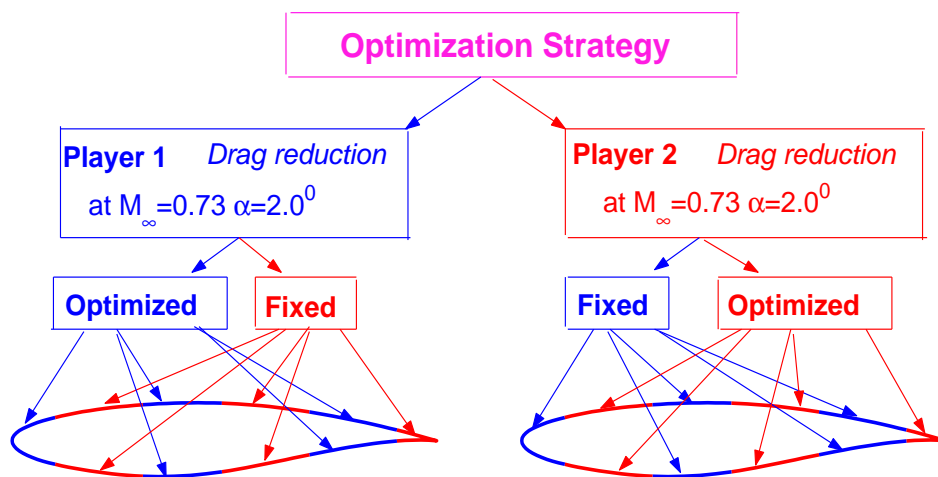 Optimization Strategy
Player 1 Drag reduction
at M∞=0.73 α=2.0⁰
Player 2 Drag reduction
at M∞=0.73 α=2.0⁰
Optimized
Fixed
Fixed
Optimized